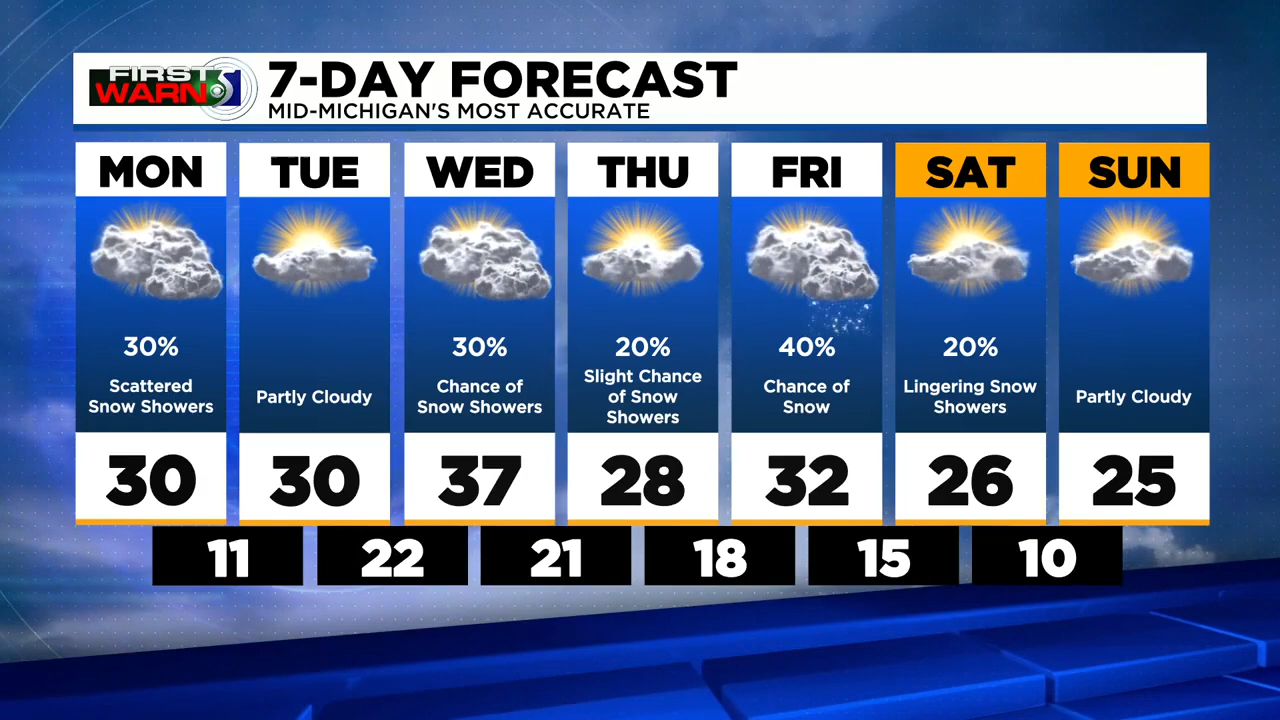 FIRST
WARN 5
7-DAY FORECAST
MID-MICHIGAN'S MOST ACCURATE
MON
30%
Scattered
Snow Showers
30
TUE
Partly Cloudy
30
WED
30%
Chance of
Snow Showers
37
THU
20%
Slight Chance
of Snow
Showers
28
FRI
40%
Chance of
Snow
32
SAT
20%
Lingering Snow
Showers
26
SUN
Partly Cloudy
25
11
22
21
18
15
10